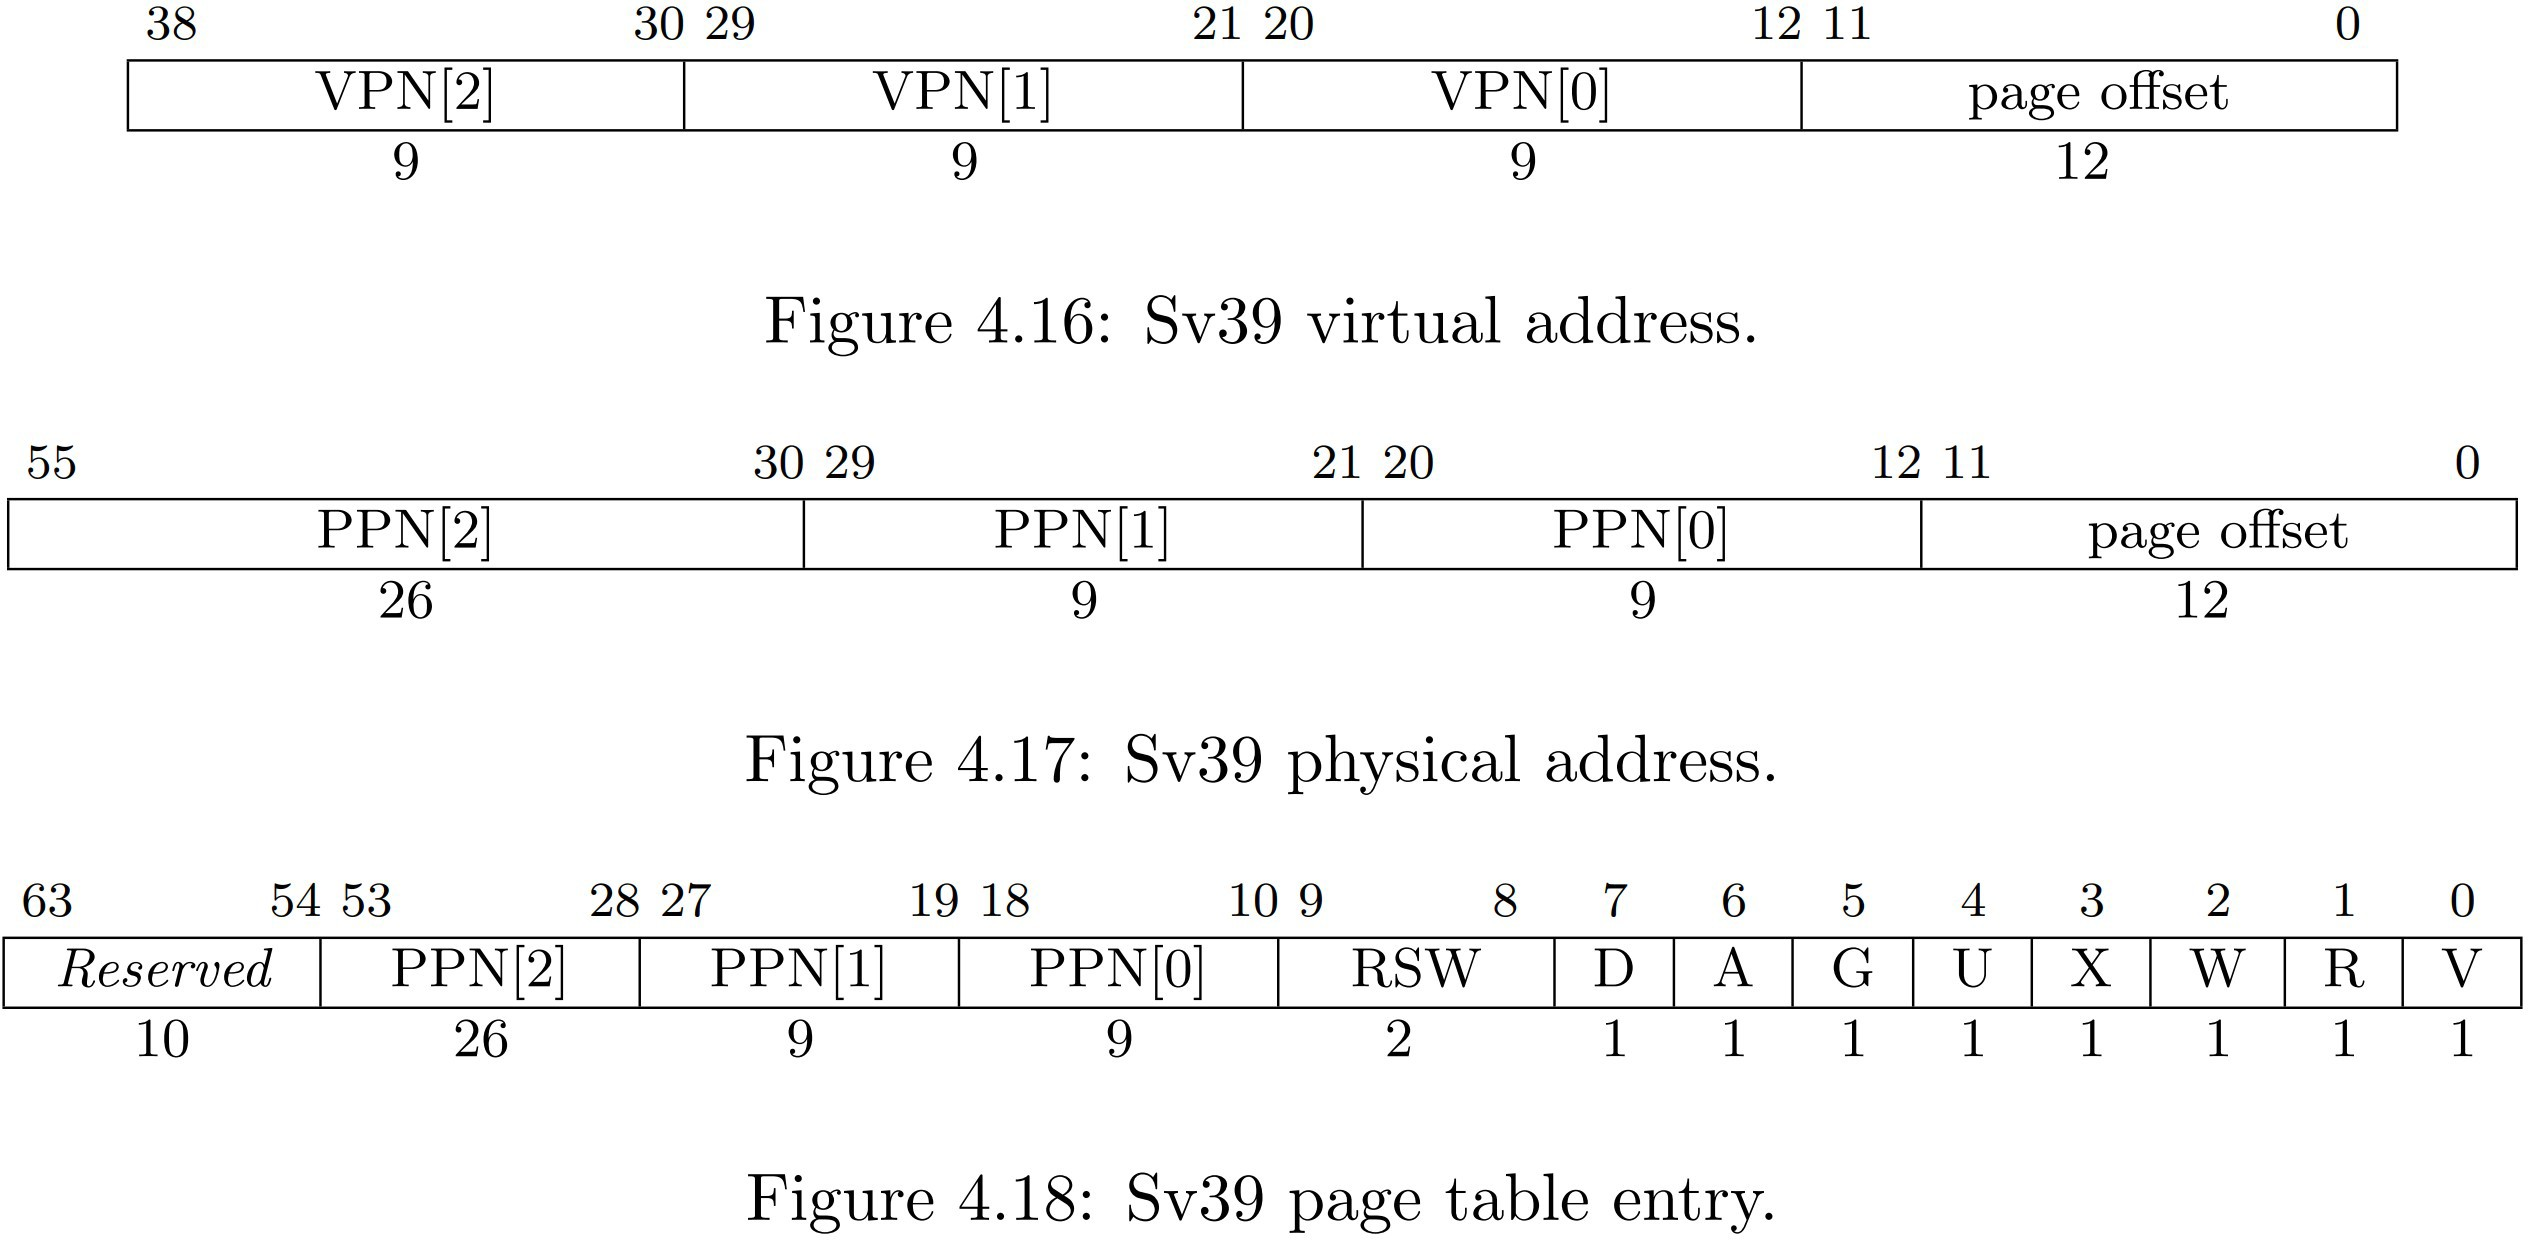 38 30 29 21 20 12 11 0
VPN[2] VPN[1] VPN[0] page offset
9 9 9 12
Figure 4.16: Sv39 virtual address.
55 30 29 21 20 12 11 0
PPN[2] PPN[1] PPN[0] page offset
26 9 9 12
Figure 4.17: Sv39 physical address.
63 54 53 28 27 19 18 10 9 8 7 6 5 4 3 2 1 0
Reserved PPN[2] PPN[1] PPN[0] RSW D A G U X W R V
10 26 9 9 2 1 1 1 1 1 1 1 1
Figure 4.18: Sv39 page table entry.